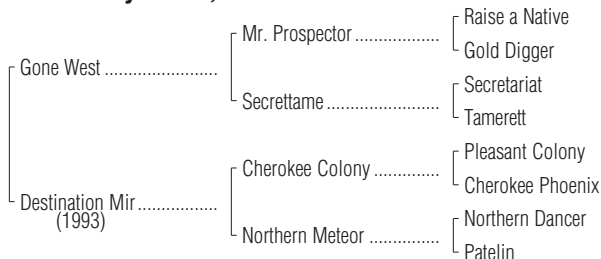 Gone West
Mr. Prospector
Raise a Native
Gold Digger
Secrettame
Secretariat
Tamerett
Destination Mir
(1993)
Cherokee Colony
Pleasant Colony
Cherokee Phoenix
Northern Meteor
Northern Dancer
Patelin